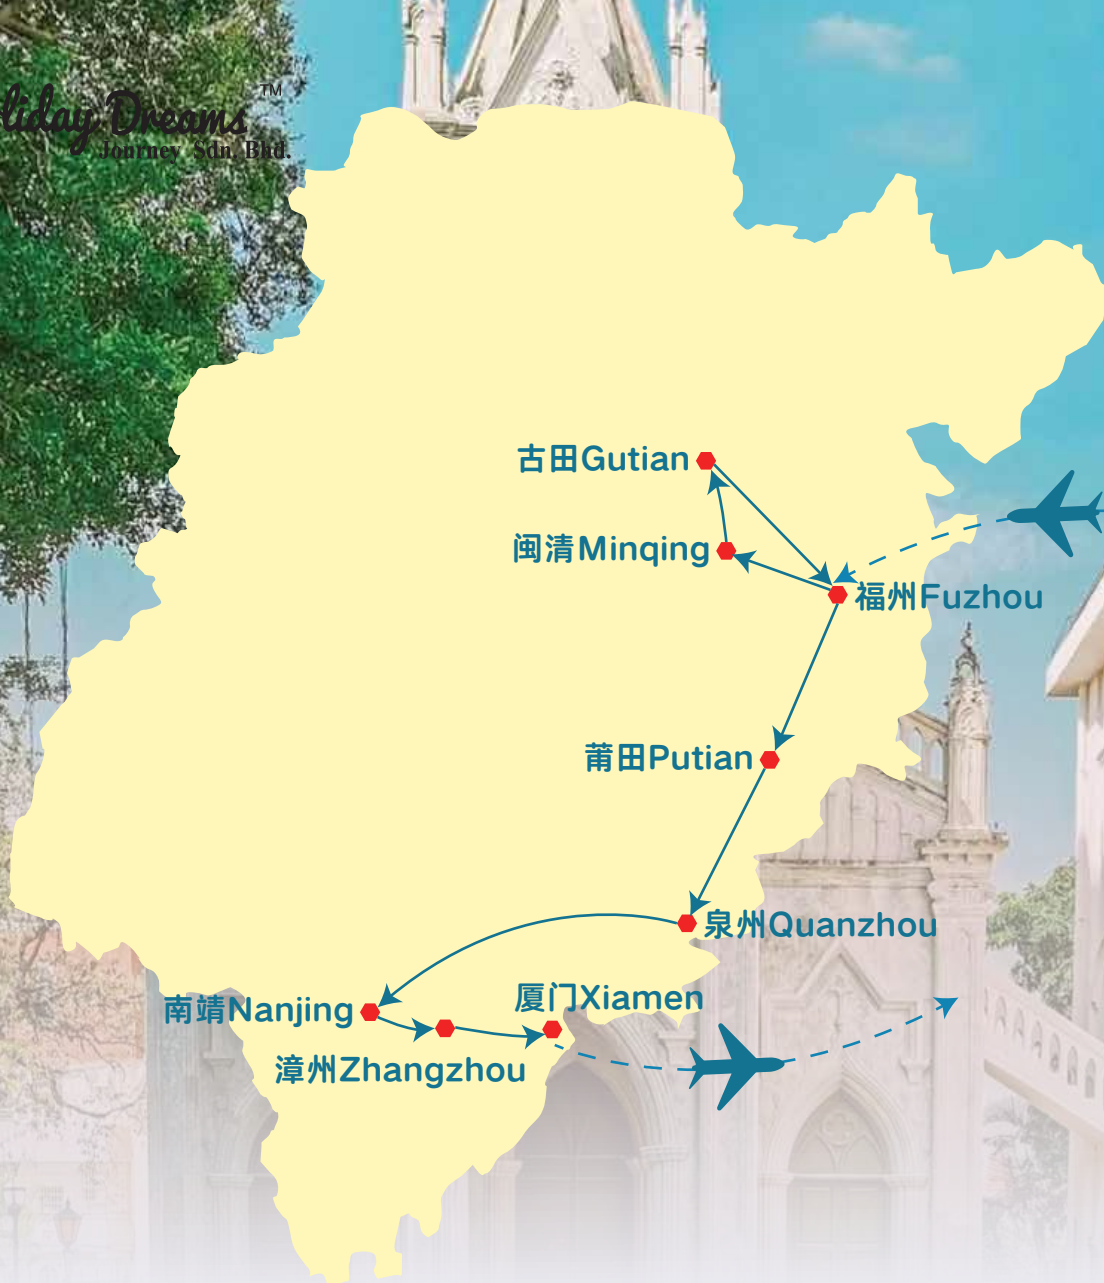 liday Dreams TM
Journey Sdn. Bhd.
古田Gutian
闽清Minqing
福州Fuzhou
莆田Putian
泉州Quanzhou
南靖Nanjing
厦门Xiamen
漳州Zhangzhou